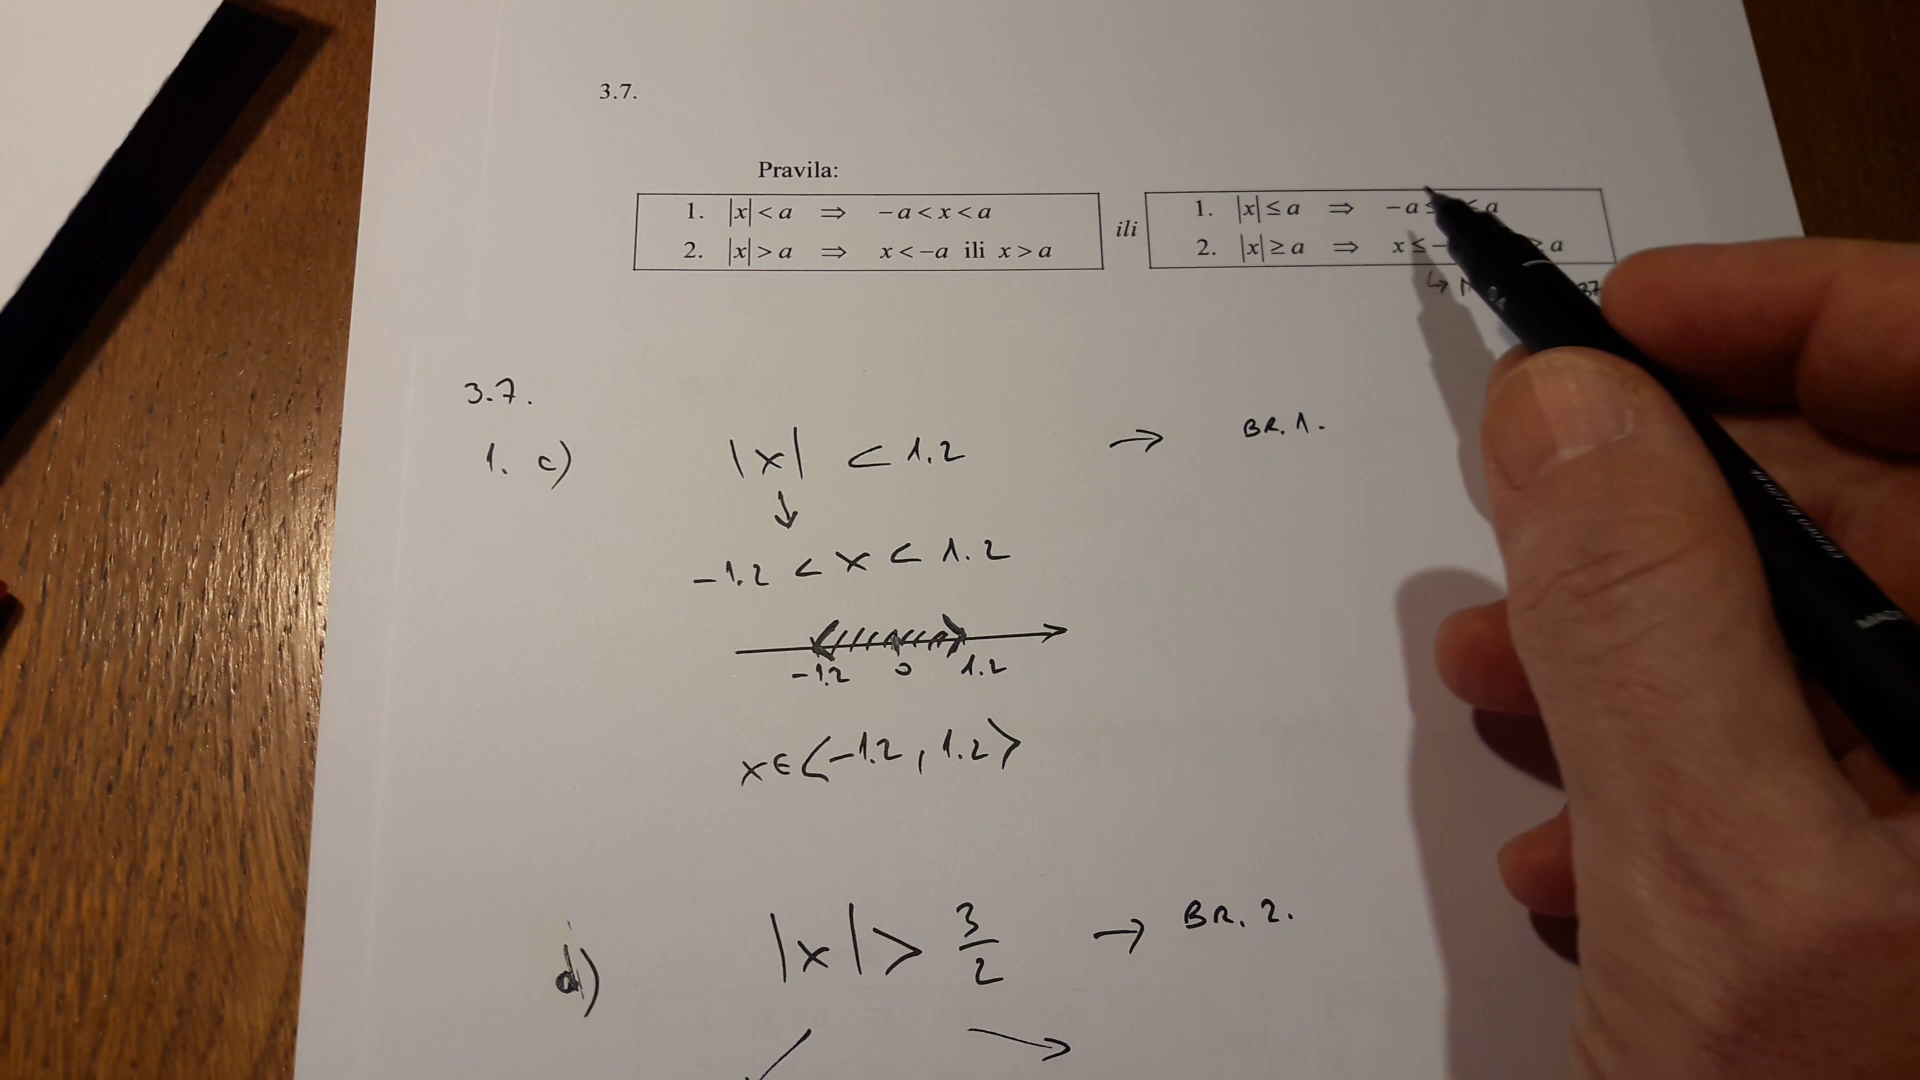 3.7.
Pravila:
1. |x| < a ⇒ −a < x < a
2. |x| > a ⇒ x < −a ili x > a
ili
1. |x| ≤ a ⇒ −a ≤ a
2. |x| ≥ a ⇒ x ≤ − a
↳
3.7.
1. c) |x| < 1.2 → BR. 1.
↓
-1.2 < x < 1.2
-1.2 0 1.2
x ∈ ⟨-1.2, 1.2⟩
d) |x| > 3/2 → BR. 2.